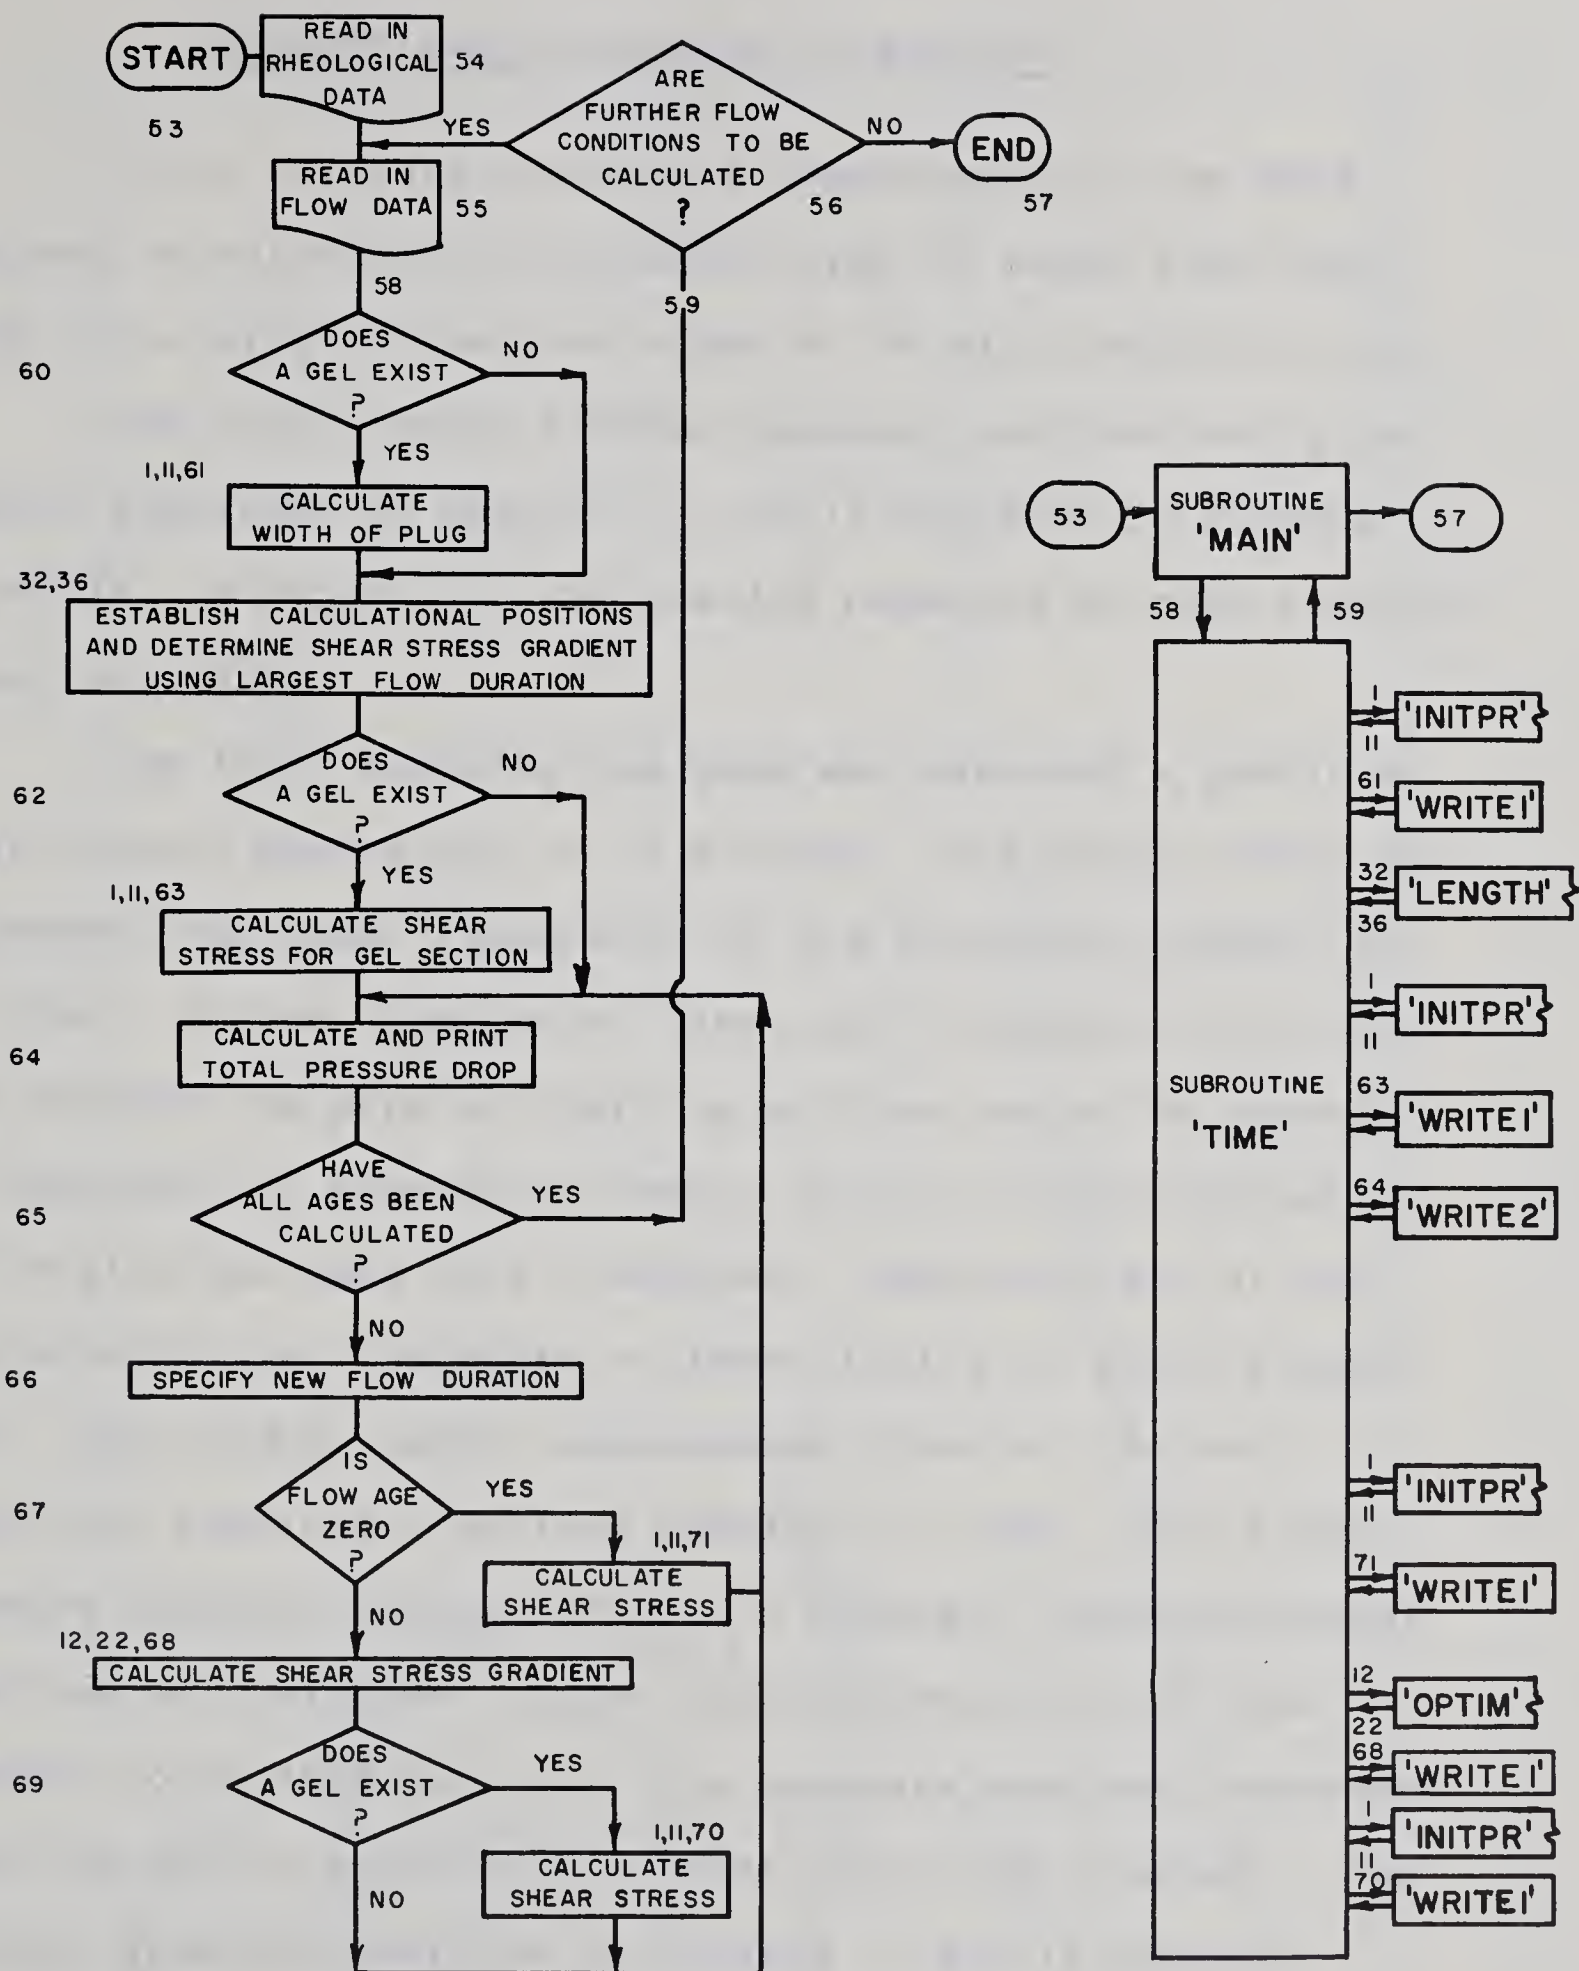 START
READ IN
RHEOLOGICAL
DATA
54
53
READ IN
FLOW DATA
55
YES
ARE
FURTHER FLOW
CONDITIONS TO BE
CALCULATED
?
56
NO
END
57
58
59
60
DOES
A GEL EXIST
?
NO
YES
1,11,61
CALCULATE
WIDTH OF PLUG
32,36
ESTABLISH CALCULATIONAL POSITIONS
AND DETERMINE SHEAR STRESS GRADIENT
USING LARGEST FLOW DURATION
62
DOES
A GEL EXIST
?
NO
YES
1,11,63
CALCULATE SHEAR
STRESS FOR GEL SECTION
64
CALCULATE AND PRINT
TOTAL PRESSURE DROP
65
HAVE
ALL AGES BEEN
CALCULATED
?
YES
NO
66
SPECIFY NEW FLOW DURATION
67
IS
FLOW AGE
ZERO
?
YES
1,11,71
CALCULATE
SHEAR STRESS
NO
12,22,68
CALCULATE SHEAR STRESS GRADIENT
69
DOES
A GEL EXIST
?
YES
1,11,70
CALCULATE
SHEAR STRESS
NO
53
SUBROUTINE
'MAIN'
57
58
59
SUBROUTINE
'TIME'
1
'INITPR'
11
61
'WRITE1'
32
'LENGTH'
36
1
'INITPR'
11
63
'WRITE1'
64
'WRITE2'
1
'INITPR'
11
71
'WRITE1'
12
'OPTIM'
22
68
'WRITE1'
1
'INITPR'
11
70
'WRITE1'